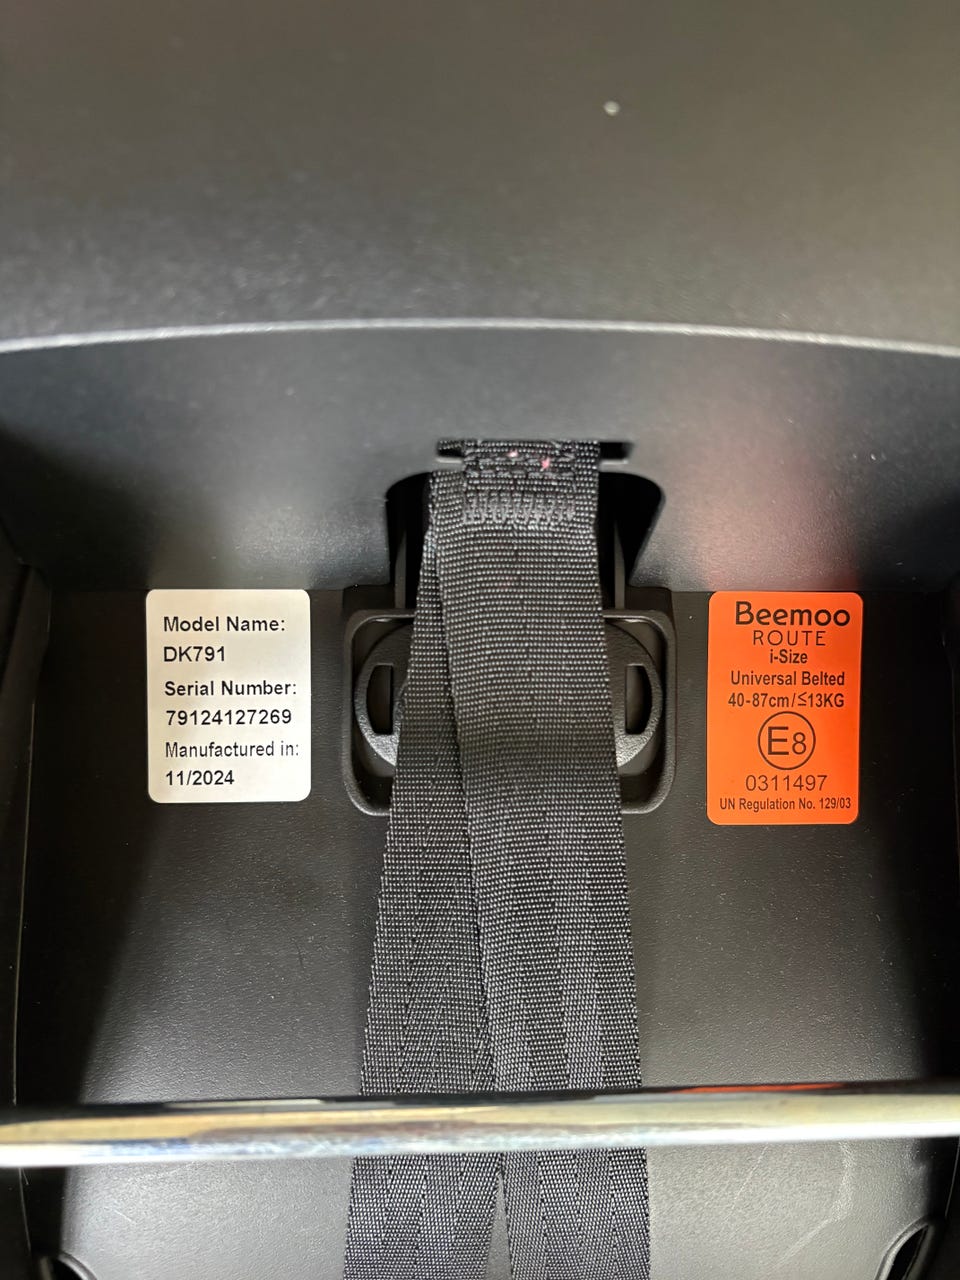 Model Name:
DK791
Serial Number:
79124127269
Manufactured in:
11/2024
Beemoo
ROUTE
i-Size
Universal Belted
40-87cm/≤13KG
E8
0311497
UN Regulation No. 129/03